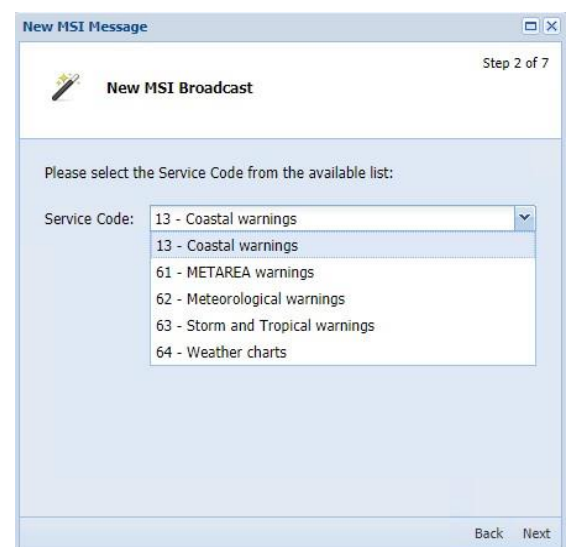 New MSI Message
Step 2 of 7
New MSI Broadcast
Please select the Service Code from the available list:
Service Code: 13 - Coastal warnings
13 - Coastal warnings
61 - METAREA warnings
62 - Meteorological warnings
63 - Storm and Tropical warnings
64 - Weather charts
Back Next